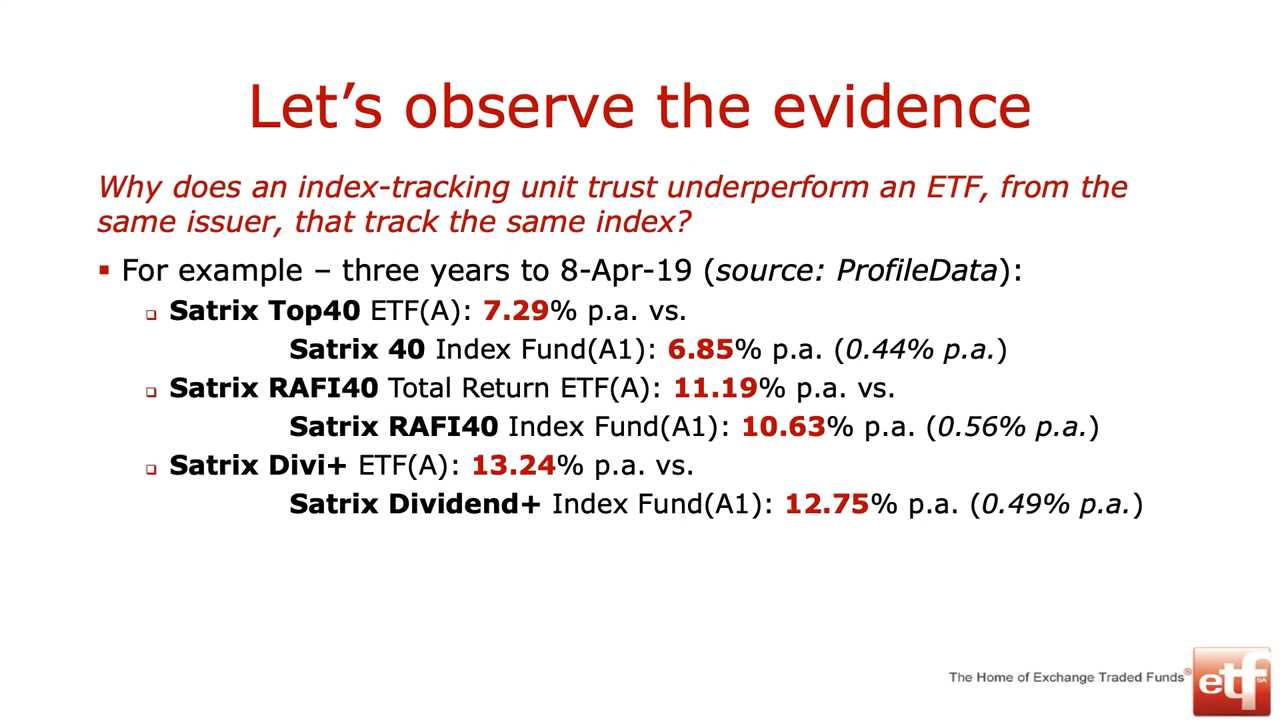 Let’s observe the evidence
Why does an index-tracking unit trust underperform an ETF, from the
same issuer, that track the same index?
For example – three years to 8-Apr-19 (source: ProfileData):
Satrix Top40 ETF(A): 7.29% p.a. vs.
Satrix 40 Index Fund(A1): 6.85% p.a. (0.44% p.a.)
Satrix RAFI40 Total Return ETF(A): 11.19% p.a. vs.
Satrix RAFI40 Index Fund(A1): 10.63% p.a. (0.56% p.a.)
Satrix Divi+ ETF(A): 13.24% p.a. vs.
Satrix Dividend+ Index Fund(A1): 12.75% p.a. (0.49% p.a.)
The Home of Exchange Traded Funds®
etf SA